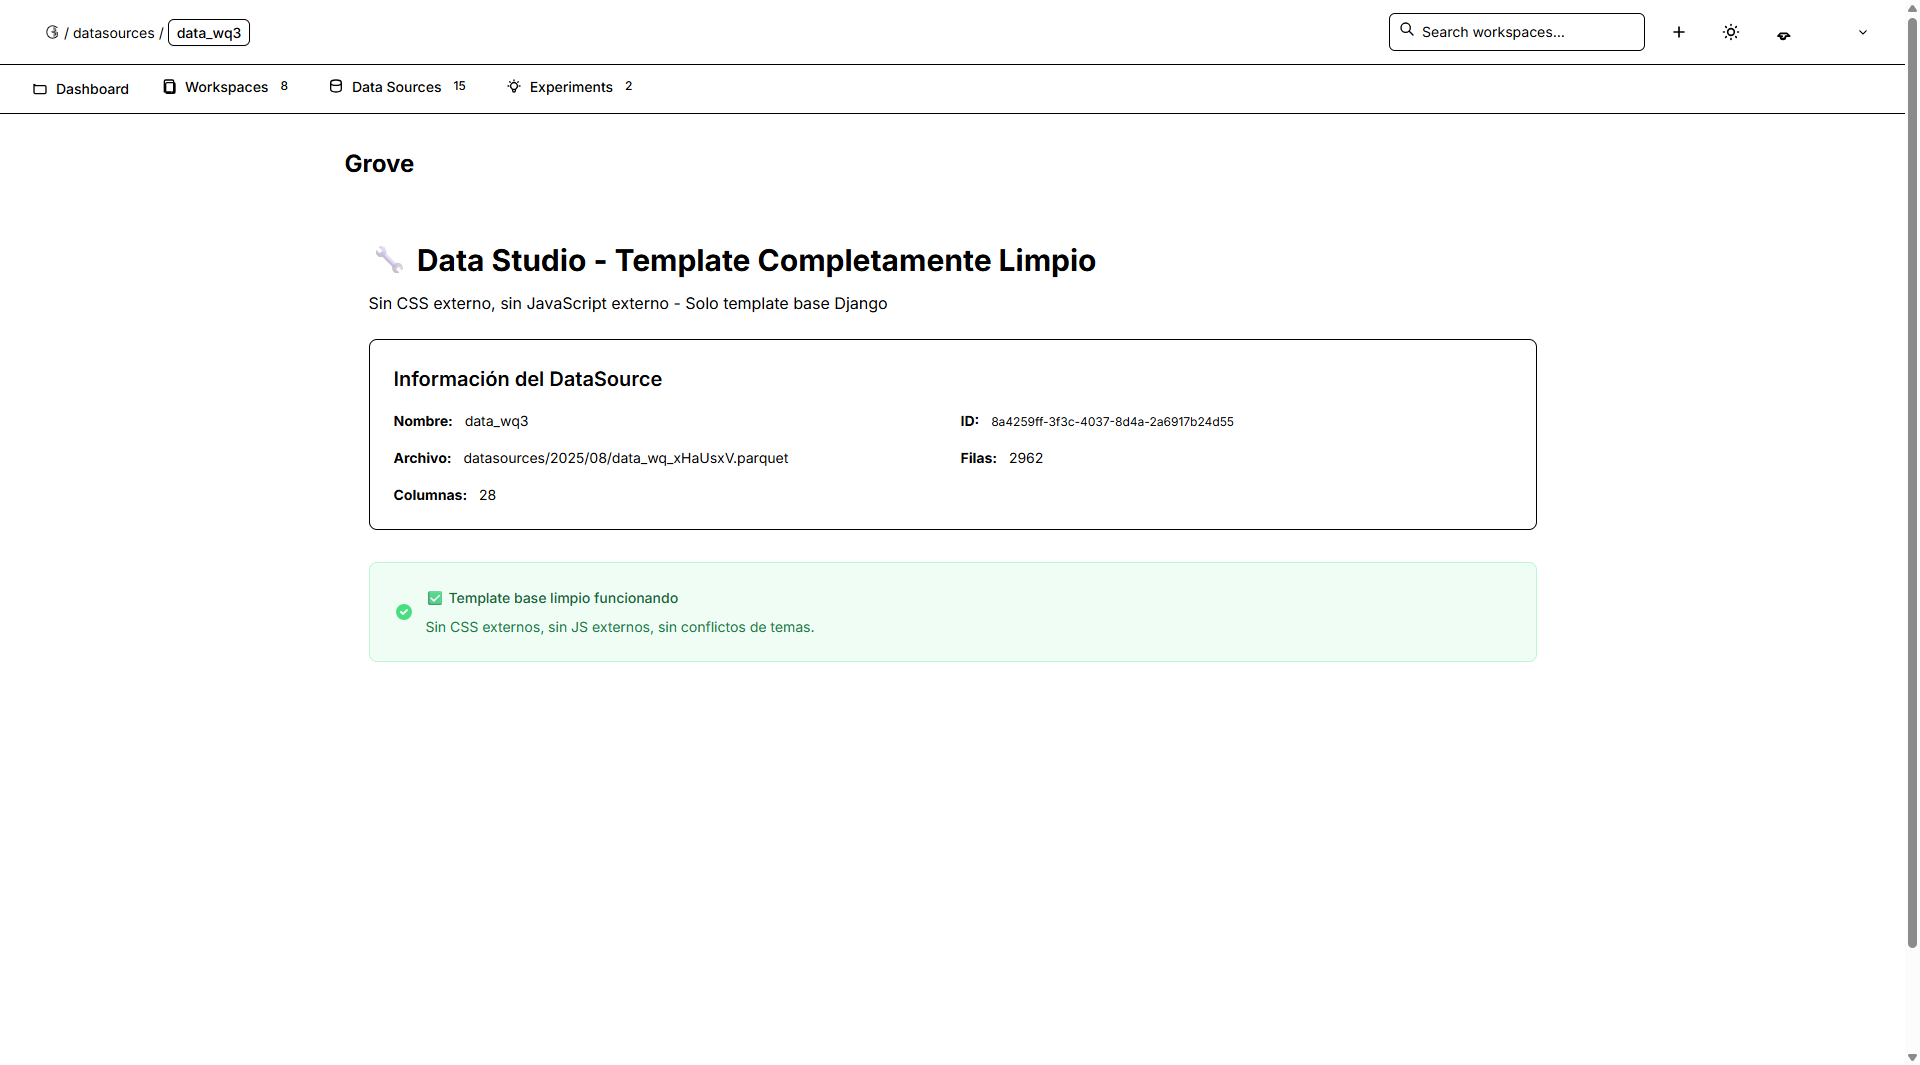 / datasources / data_wq3
Search workspaces...
Dashboard
Workspaces 8
Data Sources 15
Experiments 2
Grove
Data Studio - Template Completamente Limpio
Sin CSS externo, sin JavaScript externo - Solo template base Django
Información del DataSource
Nombre: data_wq3
ID: 8a4259ff-3f3c-4037-8d4a-2a6917b24d55
Archivo: datasources/2025/08/data_wq_xHaUsxV.parquet
Filas: 2962
Columnas: 28
Template base limpio funcionando
Sin CSS externos, sin JS externos, sin conflictos de temas.